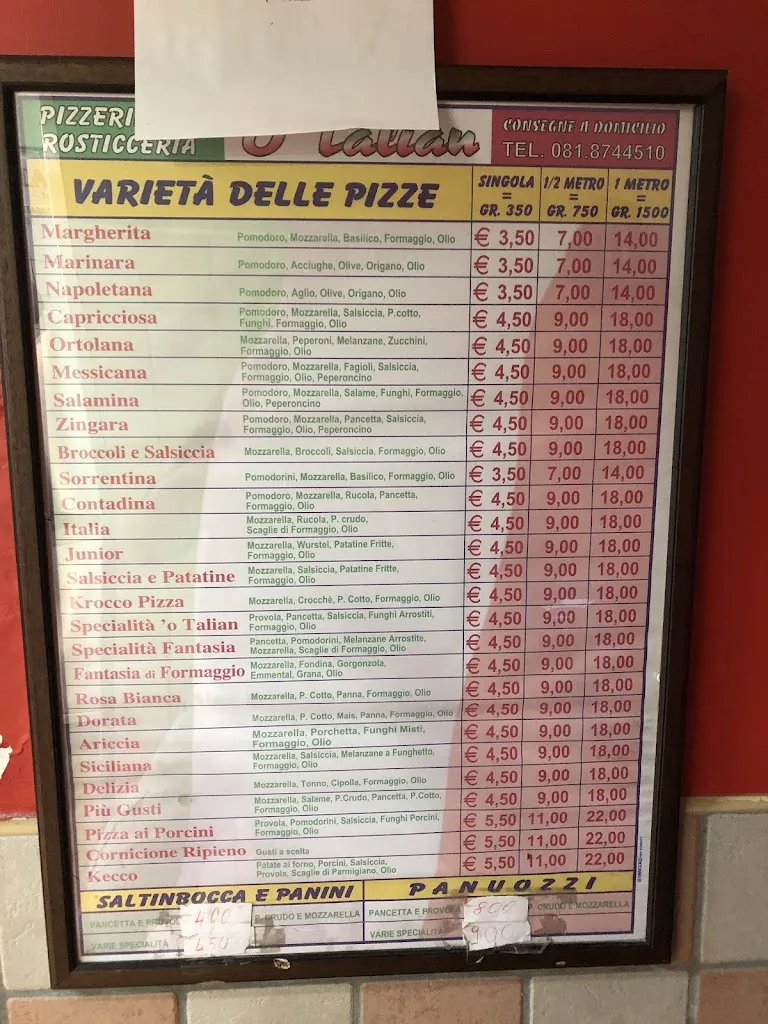 PIZZERI
ROSTICCERIA
O' Talian
CONSEGNE A DOMICILIO
TEL. 081.8744510
VARIETÀ DELLE PIZZE
SINGOLA = GR. 350
1/2 METRO = GR. 750
1 METRO = GR. 1500
Margherita Pomodoro, Mozzarella, Basilico, Formaggio, Olio € 3,50 7,00 14,00
Marinara Pomodoro, Acciughe, Olive, Origano, Olio € 3,50 7,00 14,00
Napoletana Pomodoro, Aglio, Olive, Origano, Olio € 3,50 7,00 14,00
Capricciosa Pomodoro, Mozzarella, Salsiccia, P.cotto, € 4,50 9,00 18,00
Funghi, Formaggio, Olio
Ortolana Mozzarella, Peperoni, Melanzane, Zucchini, € 4,50 9,00 18,00
Formaggio, Olio
Messicana Pomodoro, Mozzarella, Fagioli, Salsiccia, € 4,50 9,00 18,00
Formaggio, Olio, Peperoncino
Salamina Pomodoro, Mozzarella, Salame, Funghi, Formaggio, € 4,50 9,00 18,00
Olio, Peperoncino
Zingara Pomodoro, Mozzarella, Pancetta, Salsiccia, € 4,50 9,00 18,00
Formaggio, Olio, Peperoncino
Broccoli e Salsiccia Mozzarella, Broccoli, Salsiccia, Formaggio, Olio € 4,50 9,00 18,00
Sorrentina Pomodorini, Mozzarella, Basilico, Formaggio, Olio € 3,50 7,00 14,00
Contadina Pomodoro, Mozzarella, Rucola, Pancetta, € 4,50 9,00 18,00
Formaggio, Olio
Italia Mozzarella, Rucola, P. crudo, € 4,50 9,00 18,00
Scaglie di Formaggio, Olio
Junior Mozzarella, Wurstel, Patatine Fritte, € 4,50 9,00 18,00
Formaggio, Olio
Salsiccia e Patatine Mozzarella, Salsiccia, Patatine Fritte, € 4,50 9,00 18,00
Formaggio, Olio
Krocco Pizza Mozzarella, Crocchè, P. Cotto, Formaggio, Olio € 4,50 9,00 18,00
Specialità 'o Talian Provola, Pancetta, Salsiccia, Funghi Arrostiti, € 4,50 9,00 18,00
Formaggio, Olio
Specialità Fantasia Pancetta, Pomodorini, Melanzane Arrostite, € 4,50 9,00 18,00
Mozzarella, Scaglie di Formaggio, Olio
Fantasia di Formaggio Mozzarella, Fondina, Gorgonzola, € 4,50 9,00 18,00
Emmental, Grana, Olio
Rosa Bianca Mozzarella, P. Cotto, Panna, Formaggio, Olio € 4,50 9,00 18,00
Dorata Mozzarella, P. Cotto, Mais, Panna, Formaggio, Olio € 4,50 9,00 18,00
Ariccia Mozzarella, Porchetta, Funghi Misti, € 4,50 9,00 18,00
Formaggio, Olio
Siciliana Mozzarella, Salsiccia, Melanzane a Funghetto, € 4,50 9,00 18,00
Formaggio, Olio
Delizia Mozzarella, Tonno, Cipolla, Formaggio, Olio € 4,50 9,00 18,00
Più Gusti Mozzarella, Salame, P.Crudo, Pancetta, P.Cotto, € 4,50 9,00 18,00
Formaggio, Olio
Pizza ai Porcini Provola, Pomodorini, Salsiccia, Funghi Porcini, € 5,50 11,00 22,00
Formaggio, Olio
Cornicione Ripieno Gusti a scelta € 5,50 11,00 22,00
Kecco Patate al forno, Porcini, Salsiccia, € 5,50 11,00 22,00
Provola, Scaglie di Parmigiano, Olio
SALTINBOCCA E PANINI
PANUOZZI
PANCETTA E PROVOL 400 P. CRUDO E MOZZARELLA
PANCETTA E PROVOLA 800 P. CRUDO E MOZZARELLA
VARIE SPECIALITÀ 450
VARIE SPECIALITÀ 900